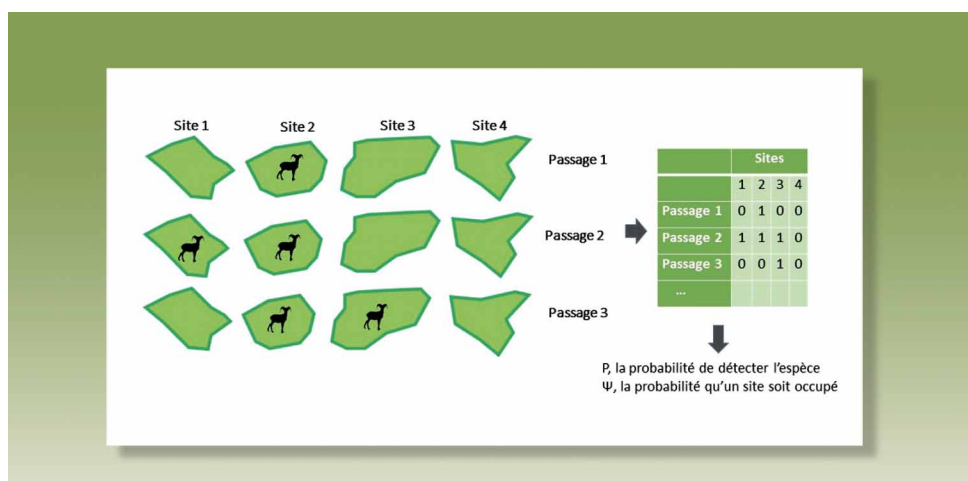 Site 1 Site 2 Site 3 Site 4
Passage 1
Passage 2
Passage 3
Sites
1 2 3 4
Passage 1 0 1 0 0
Passage 2 1 1 1 0
Passage 3 0 0 1 0
...
P, la probabilité de détecter l'espèce
Ψ, la probabilité qu'un site soit occupé